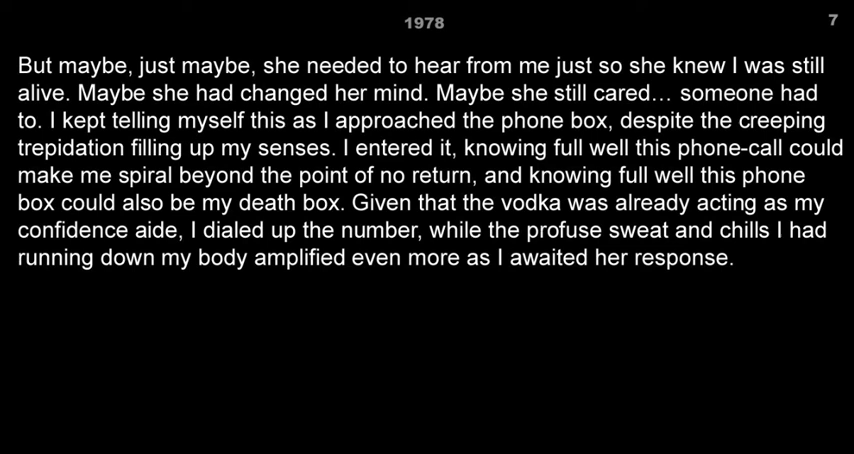 1978
7
But maybe, just maybe, she needed to hear from me just so she knew I was still
alive. Maybe she had changed her mind. Maybe she still cared… someone had
to. I kept telling myself this as I approached the phone box, despite the creeping
trepidation filling up my senses. I entered it, knowing full well this phone-call could
make me spiral beyond the point of no return, and knowing full well this phone
box could also be my death box. Given that the vodka was already acting as my
confidence aide, I dialed up the number, while the profuse sweat and chills I had
running down my body amplified even more as I awaited her response.